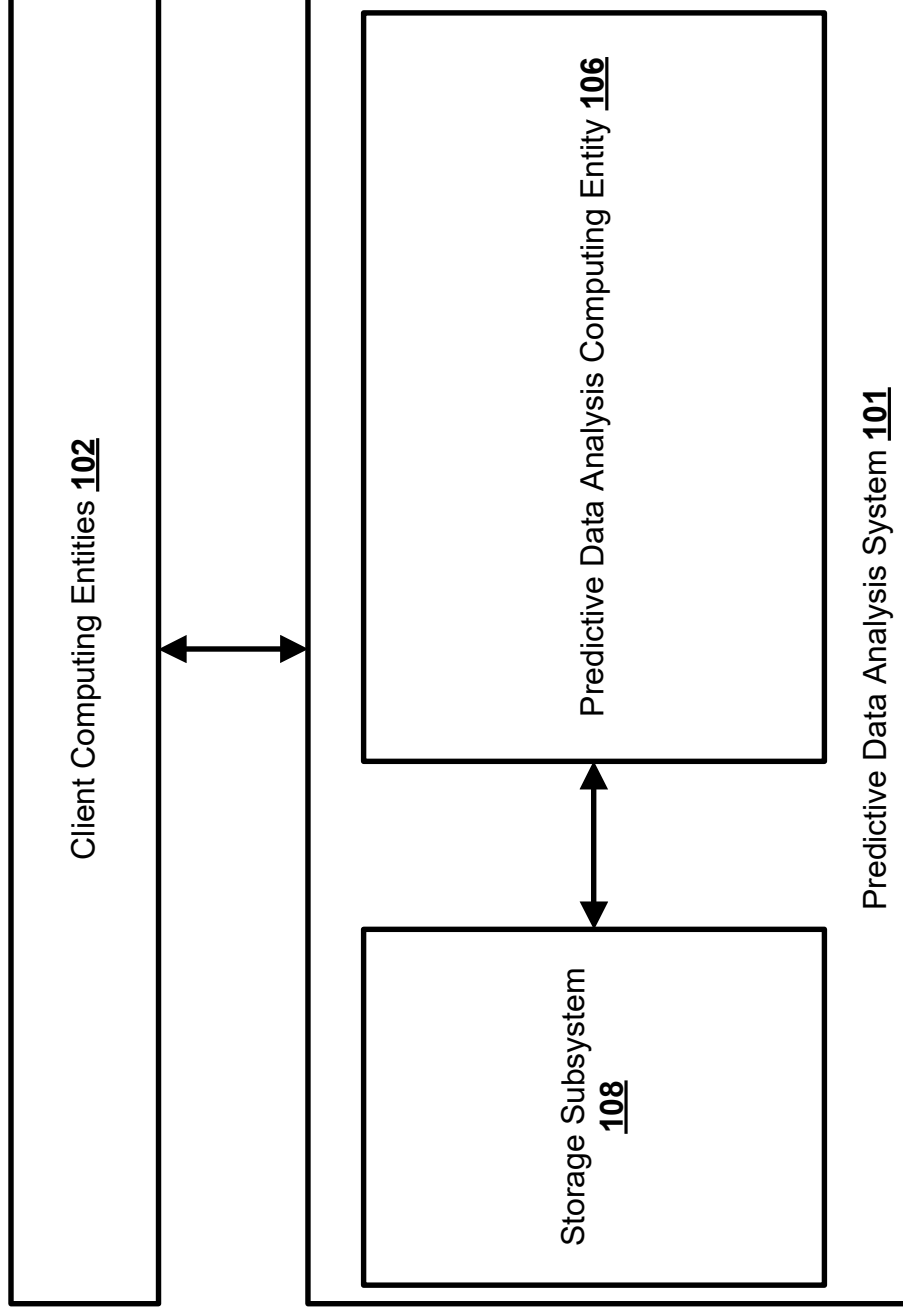 Client Computing Entities 102
Predictive Data Analysis Computing Entity 106
Storage Subsystem
108
Predictive Data Analysis System 101